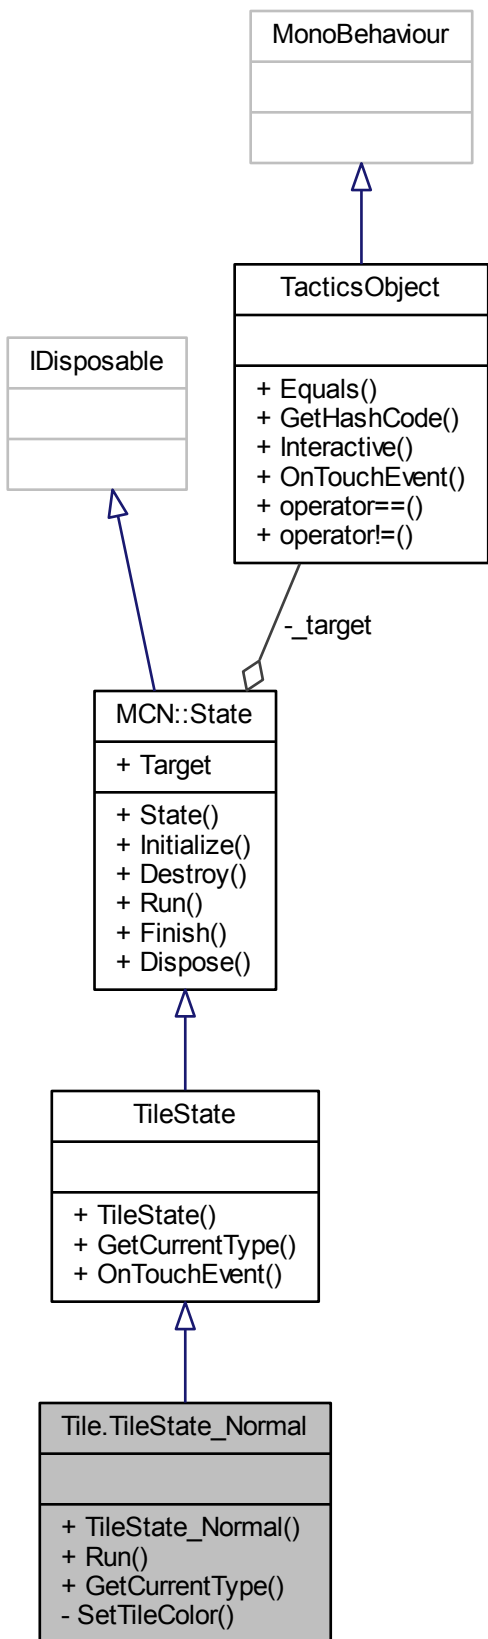 MonoBehaviour
TacticsObject
+ Equals()
+ GetHashCode()
+ Interactive()
+ OnTouchEvent()
+ operator==()
+ operator!=()
IDisposable
-_target
MCN::State
+ Target
+ State()
+ Initialize()
+ Destroy()
+ Run()
+ Finish()
+ Dispose()
TileState
+ TileState()
+ GetCurrentType()
+ OnTouchEvent()
Tile.TileState_Normal
+ TileState_Normal()
+ Run()
+ GetCurrentType()
- SetTileColor()